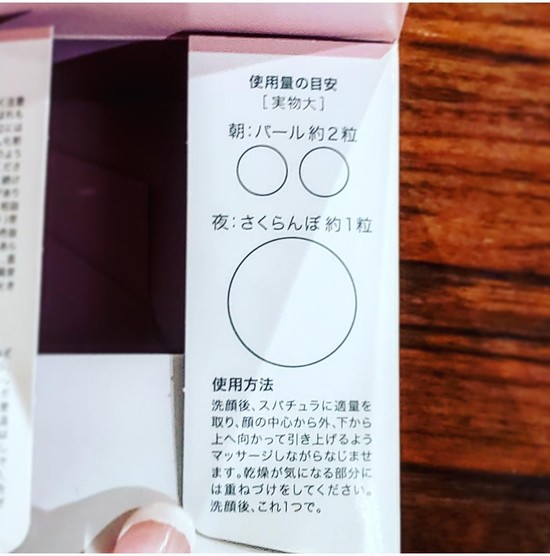 使用量の目安
[実物大]
朝:パール約2粒
夜:さくらんぼ約1粒
使用方法
洗顔後、スパチュラに適量を
取り、顔の中心から外、下から
上へ向かって引き上げるよう
マッサージしながらなじませ
ます。乾燥が気になる部分に
は重ねづけをしてください。
洗顔後、これ1つで。